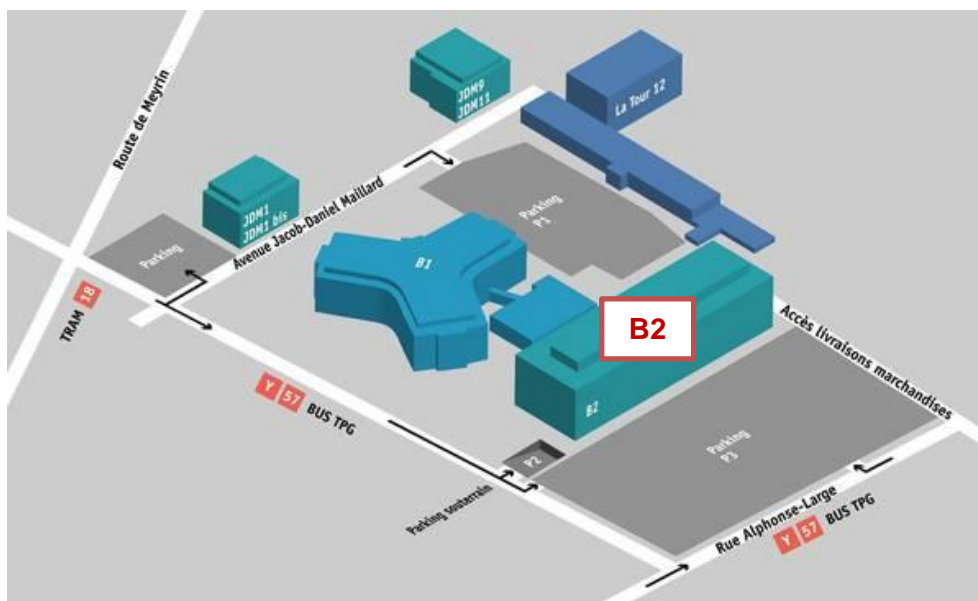 Route de Meyrin
JDM9
JDM11
La Tour 12
JDM1
JDM1 bis
Avenue Jacob-Daniel Maillard
Parking
P1
Parking
B1
TRAM 18
B2
Accès livraisons marchandises
Y 57 BUS TPG
B2
Parking
P3
P2
Parking souterrain
Rue Alphonse-Large
Y 57 BUS TPG